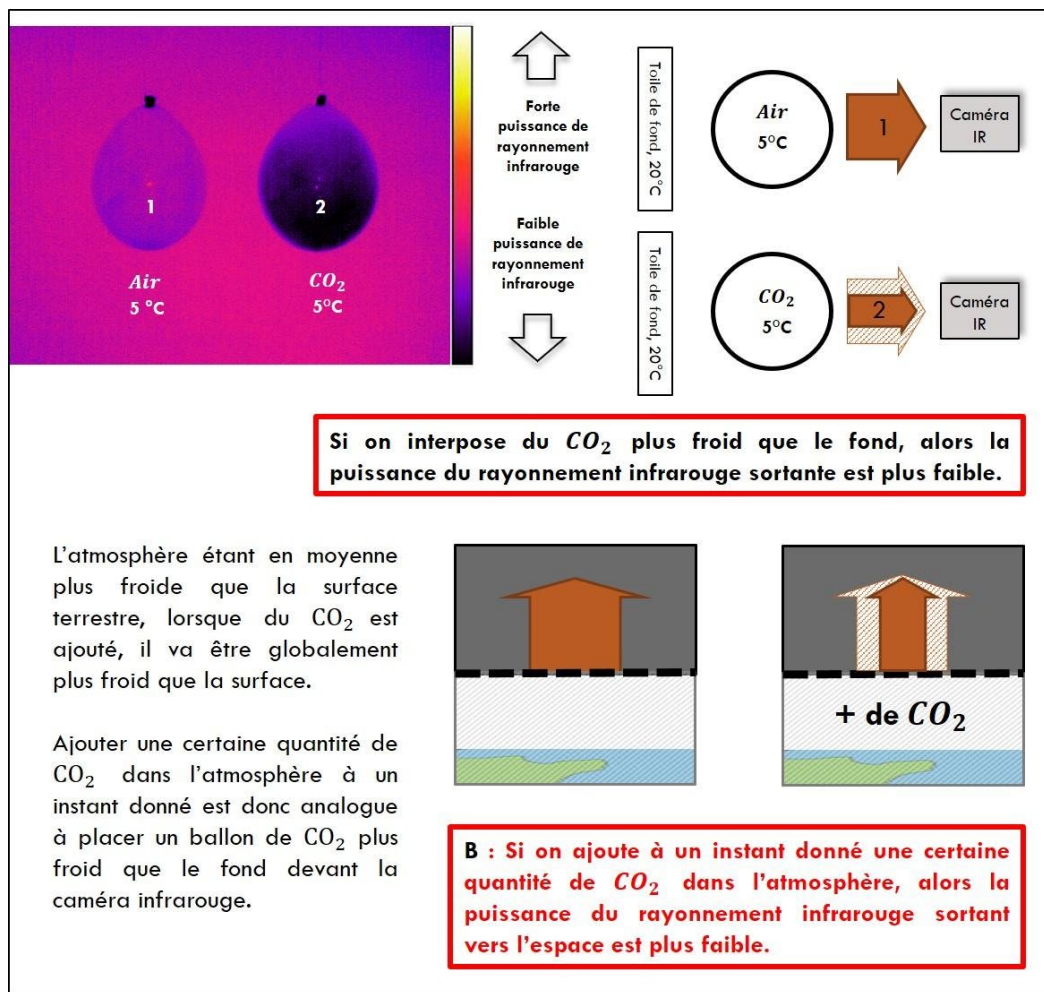 1
2
Air
5 °C
CO₂
5°C
Forte
puissance de
rayonnement
infrarouge
Faible
puissance de
rayonnement
infrarouge
Toile de fond, 20°C
Air
5°C
1
Caméra
IR
Toile de fond, 20°C
CO₂
5°C
2
Caméra
IR
Si on interpose du CO₂ plus froid que le fond, alors la
puissance du rayonnement infrarouge sortante est plus faible.
L’atmosphère étant en moyenne
plus froide que la surface
terrestre, lorsque du CO₂ est
ajouté, il va être globalement
plus froid que la surface.
Ajouter une certaine quantité de
CO₂ dans l’atmosphère à un
instant donné est donc analogue
à placer un ballon de CO₂ plus
froid que le fond devant la
caméra infrarouge.
+ de CO₂
B : Si on ajoute à un instant donné une certaine
quantité de CO₂ dans l’atmosphère, alors la
puissance du rayonnement infrarouge sortant
vers l’espace est plus faible.